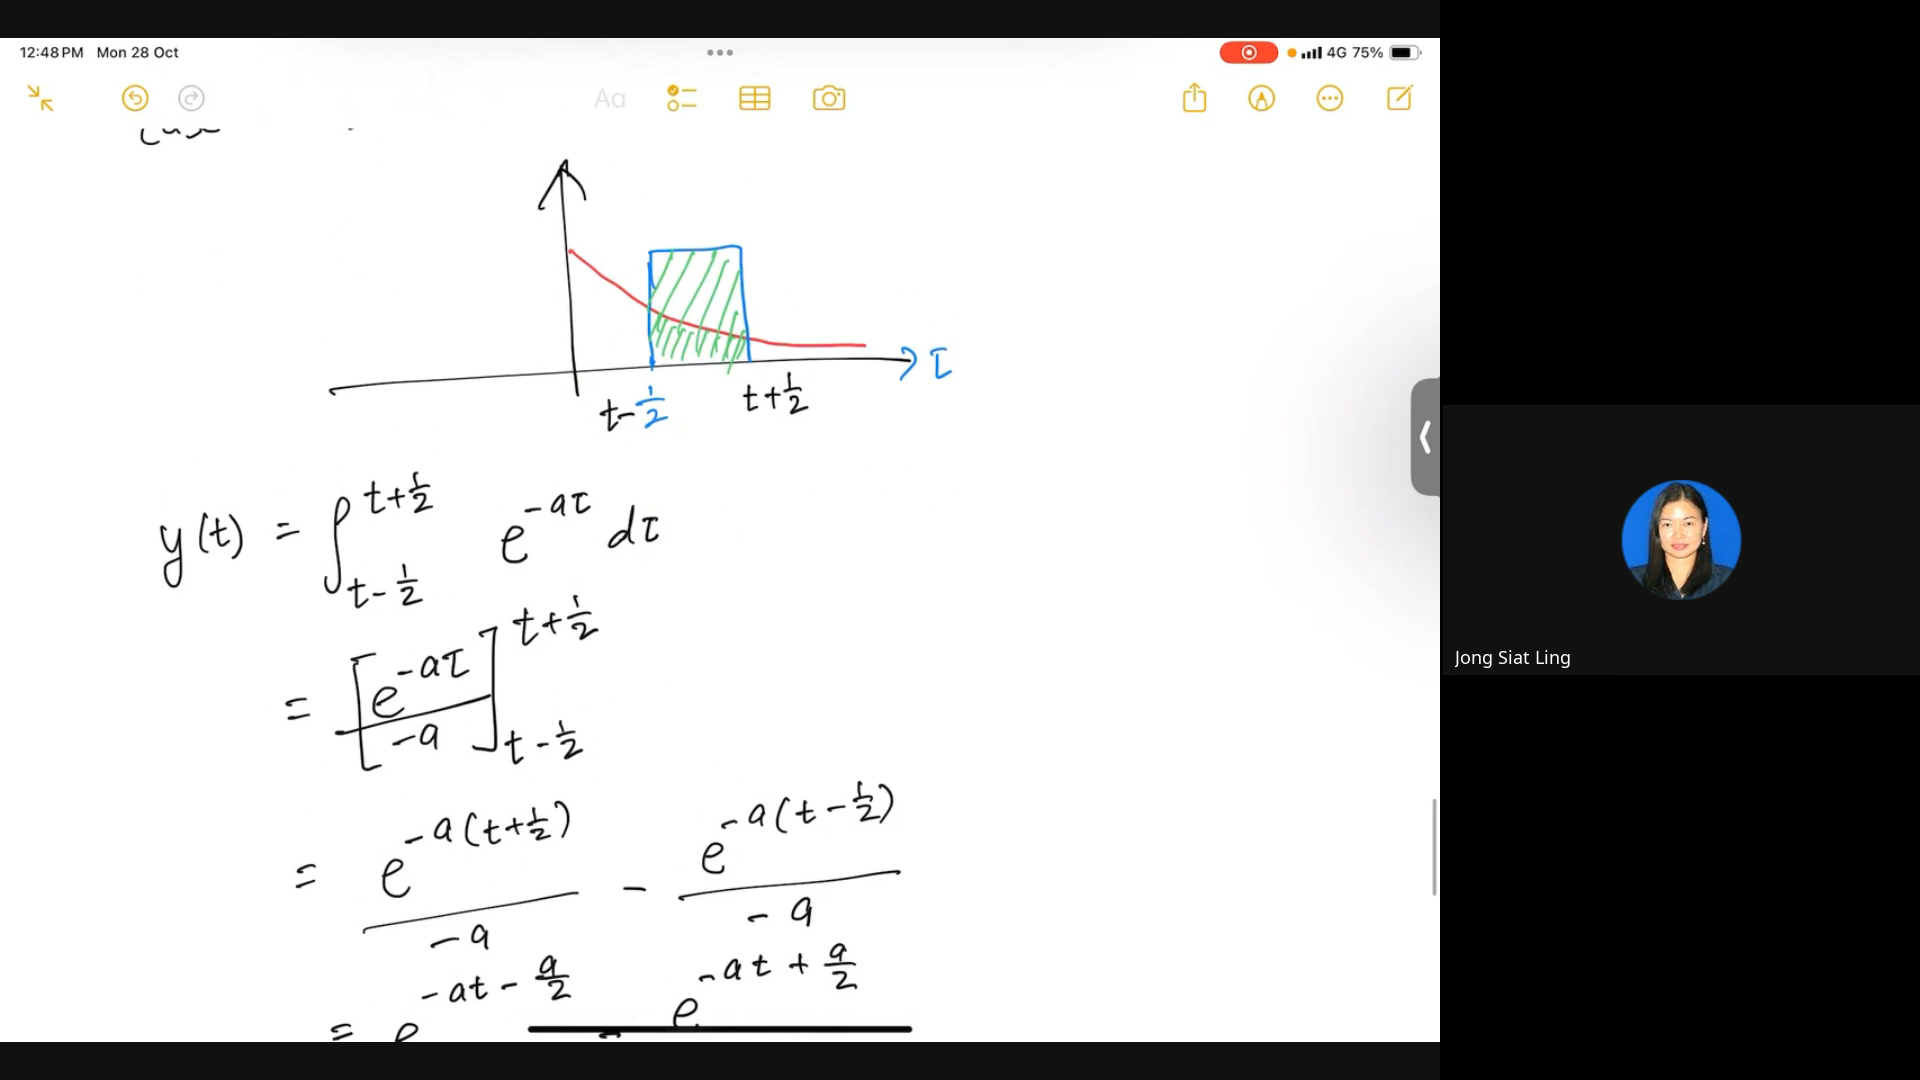 12:48 PM Mon 28 Oct
4G 75%
Aa
τ
t-1/2 t+1/2
y(t) = ∫_{t-1/2}^{t+1/2} e^{-aτ} dτ
= [e^{-aτ}/-a]_{t-1/2}^{t+1/2}
= e^{-a(t+1/2)}/-a - e^{-a(t-1/2)}/-a
= e^{-at-a/2} - e^{-at+a/2}
Jong Siat Ling